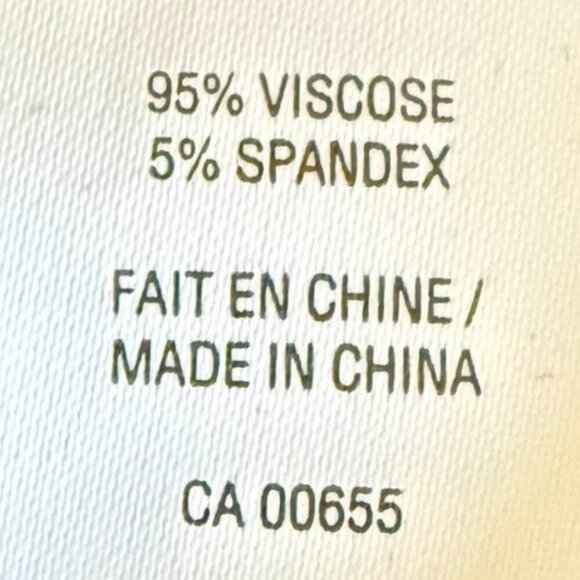 95% VISCOSE
5% SPANDEX
FAIT EN CHINE /
MADE IN CHINA
CA 00655